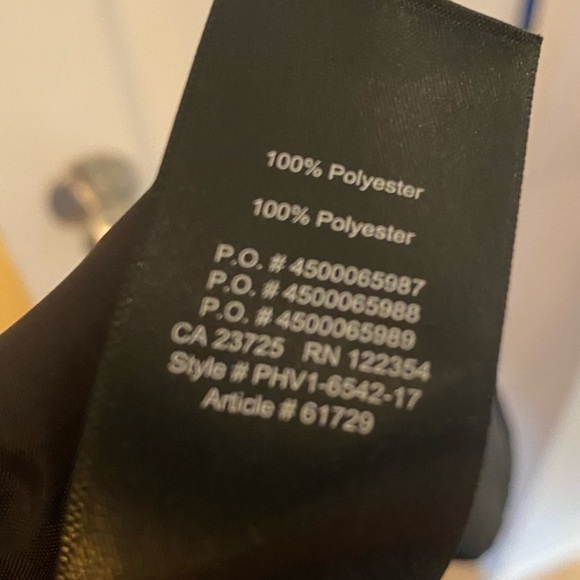 100% Polyester
100% Polyester
P.O. # 4500065987
P.O. # 4500065988
P.O. # 4500065989
CA 23725 RN 122354
Style # PHV1-6542-17
Article # 61729